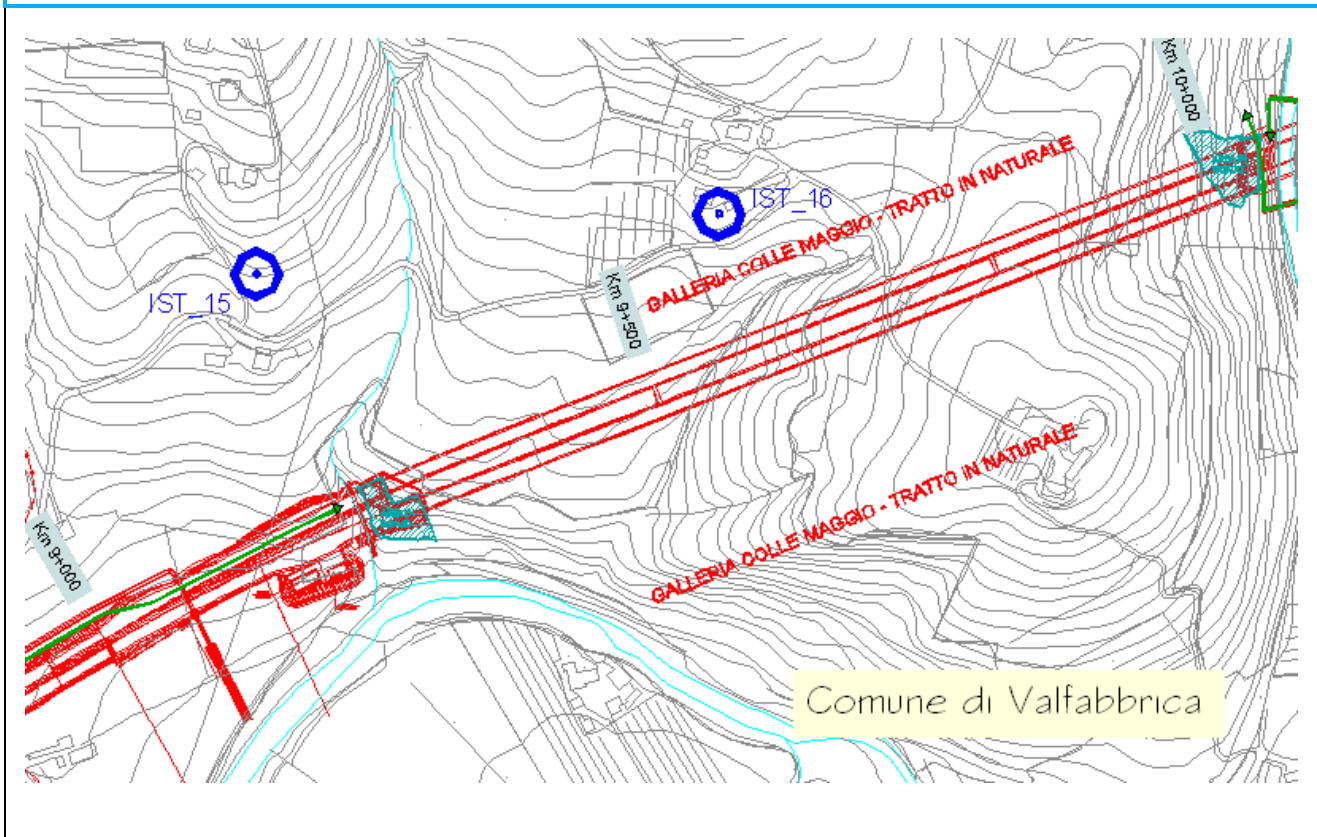 Km 10+000
IST_16
GALLERIA COLLE MAGGIO - TRATTO IN NATURALE
IST_15
Km 9+500
GALLERIA COLLE MAGGIO - TRATTO IN NATURALE
Km 9+000
Comune di Valfabbrica